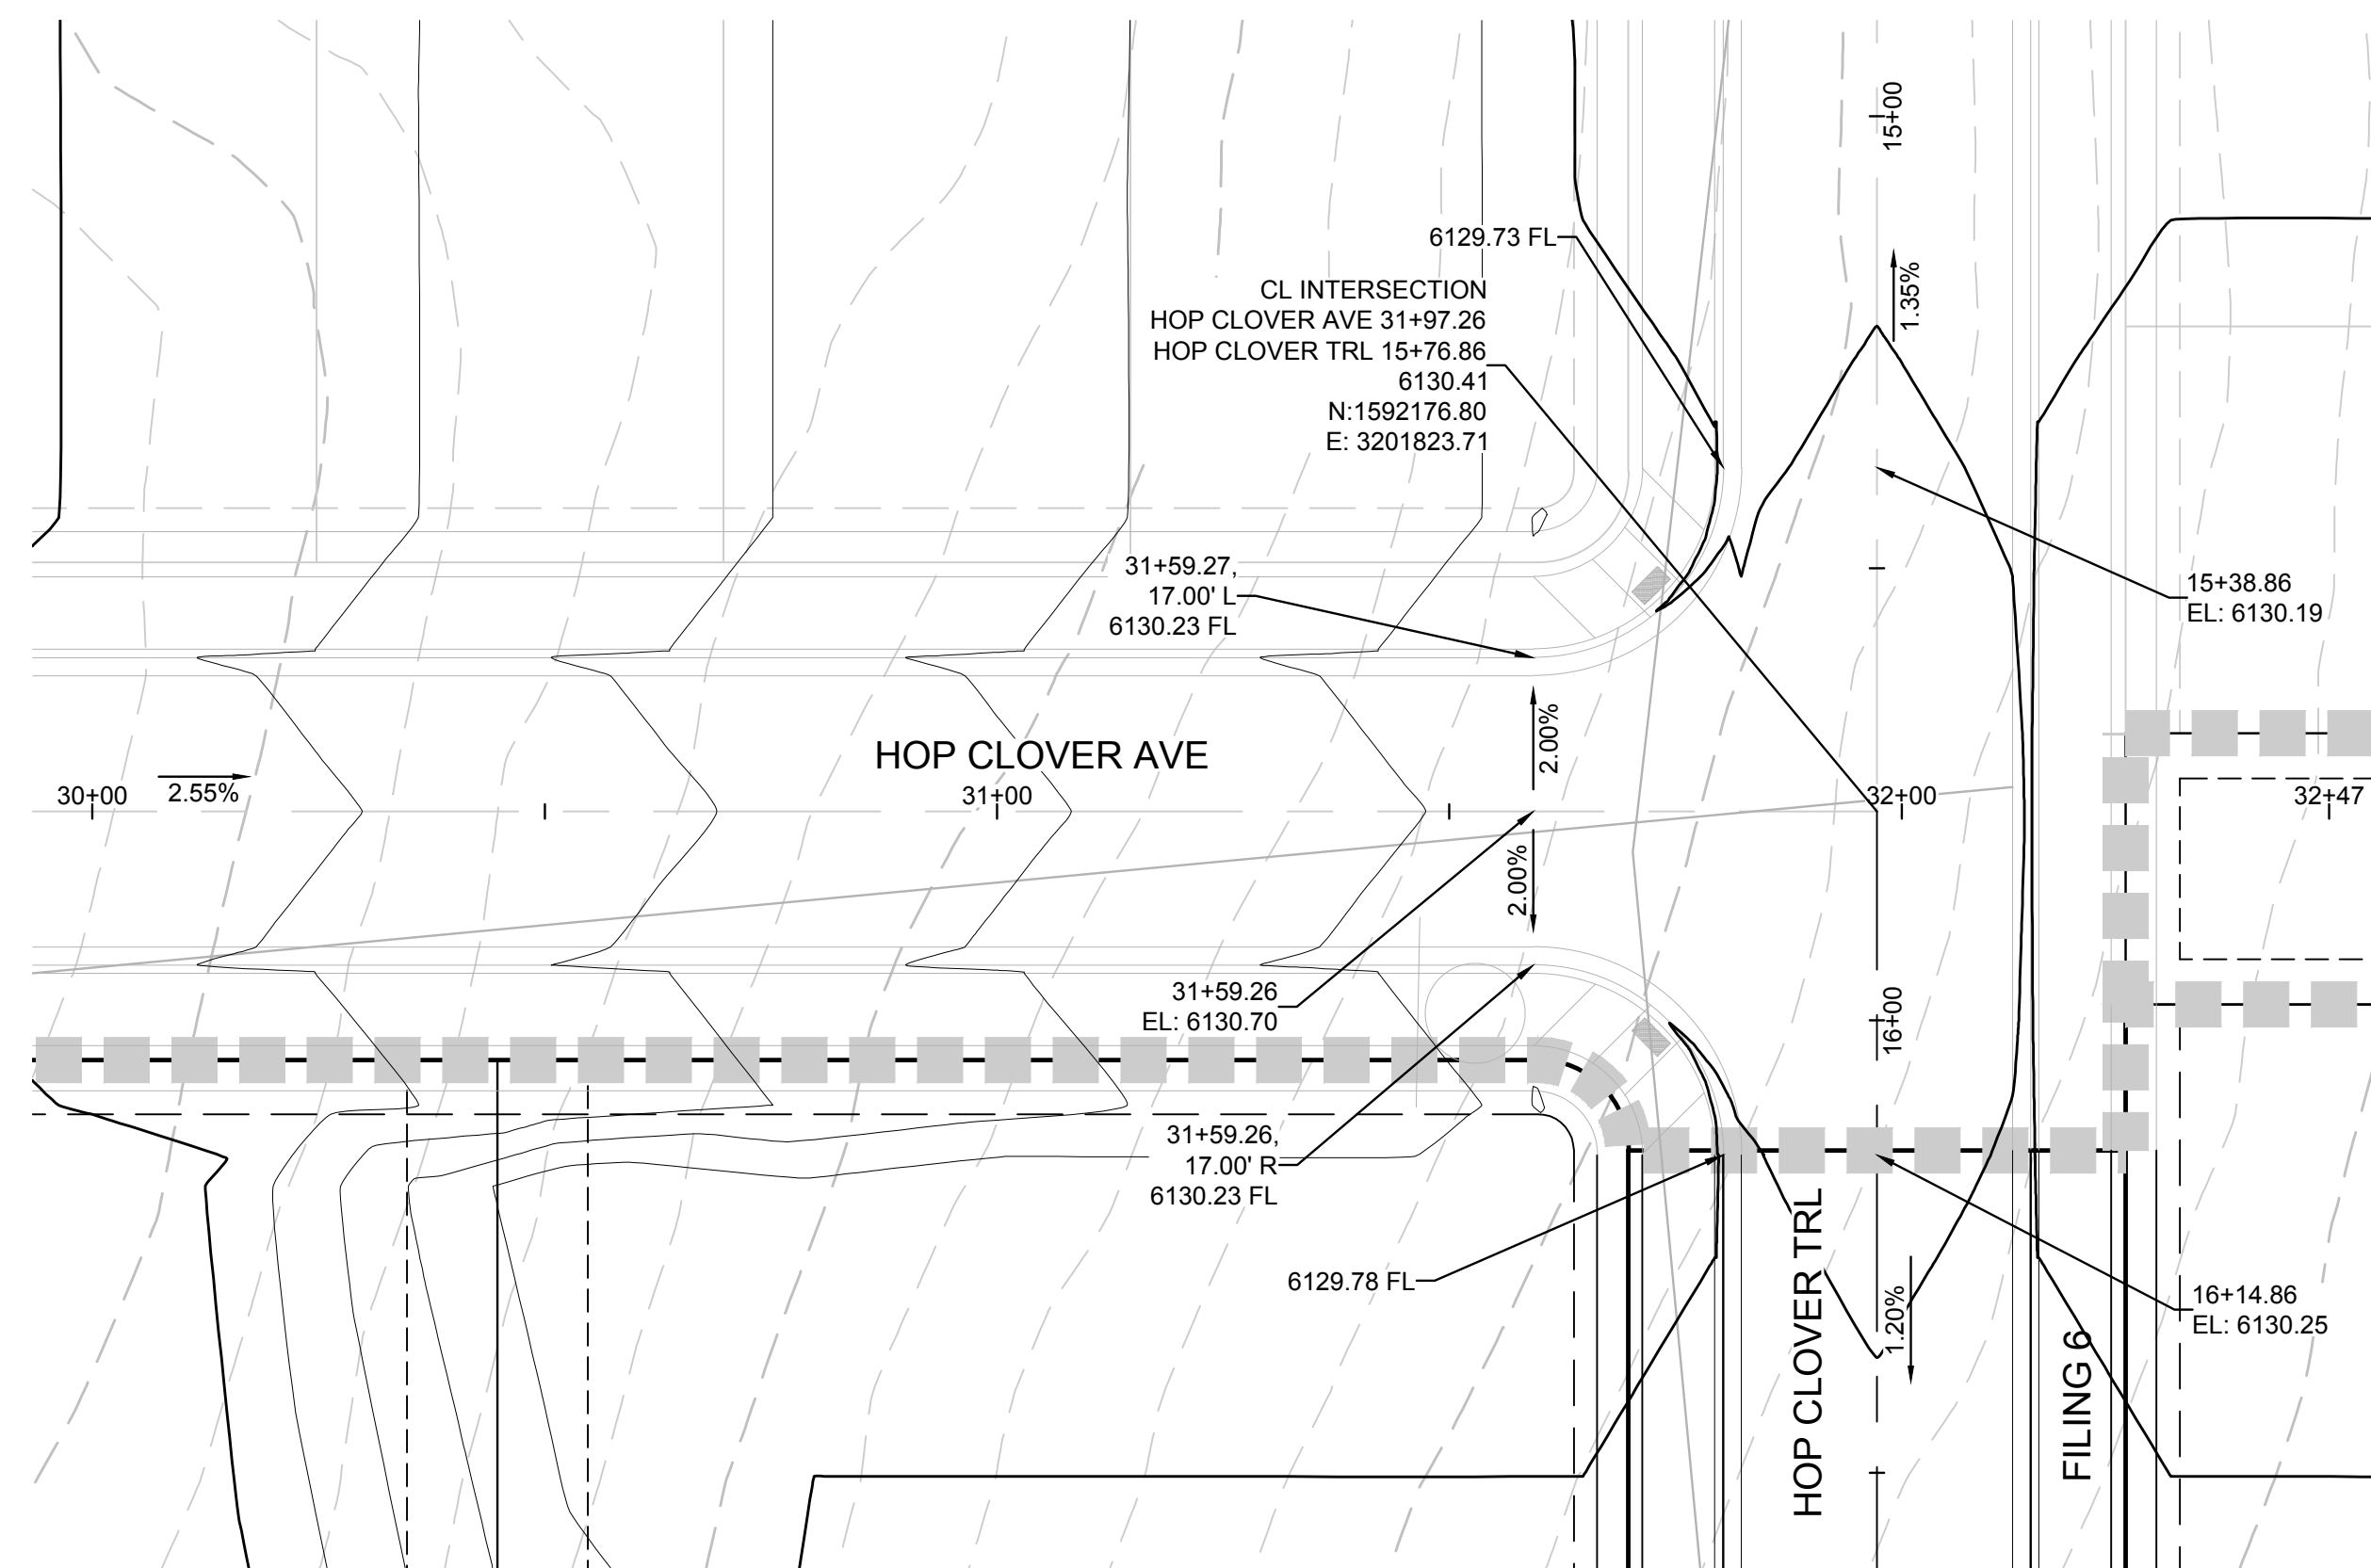 15+00
6129.73 FL
1.35%
CL INTERSECTION
HOP CLOVER AVE 31+97.26
HOP CLOVER TRL 15+76.86
6130.41
N:1592176.80
E: 3201823.71
31+59.27,
17.00' L
6130.23 FL
15+38.86
EL: 6130.19
2.00%
HOP CLOVER AVE
30+00
2.55%
31+00
32+00
32+47
2.00%
31+59.26
EL: 6130.70
16+00
31+59.26,
17.00' R
6130.23 FL
6129.78 FL
HOP CLOVER TRL
1.20%
16+14.86
EL: 6130.25
FILING 6